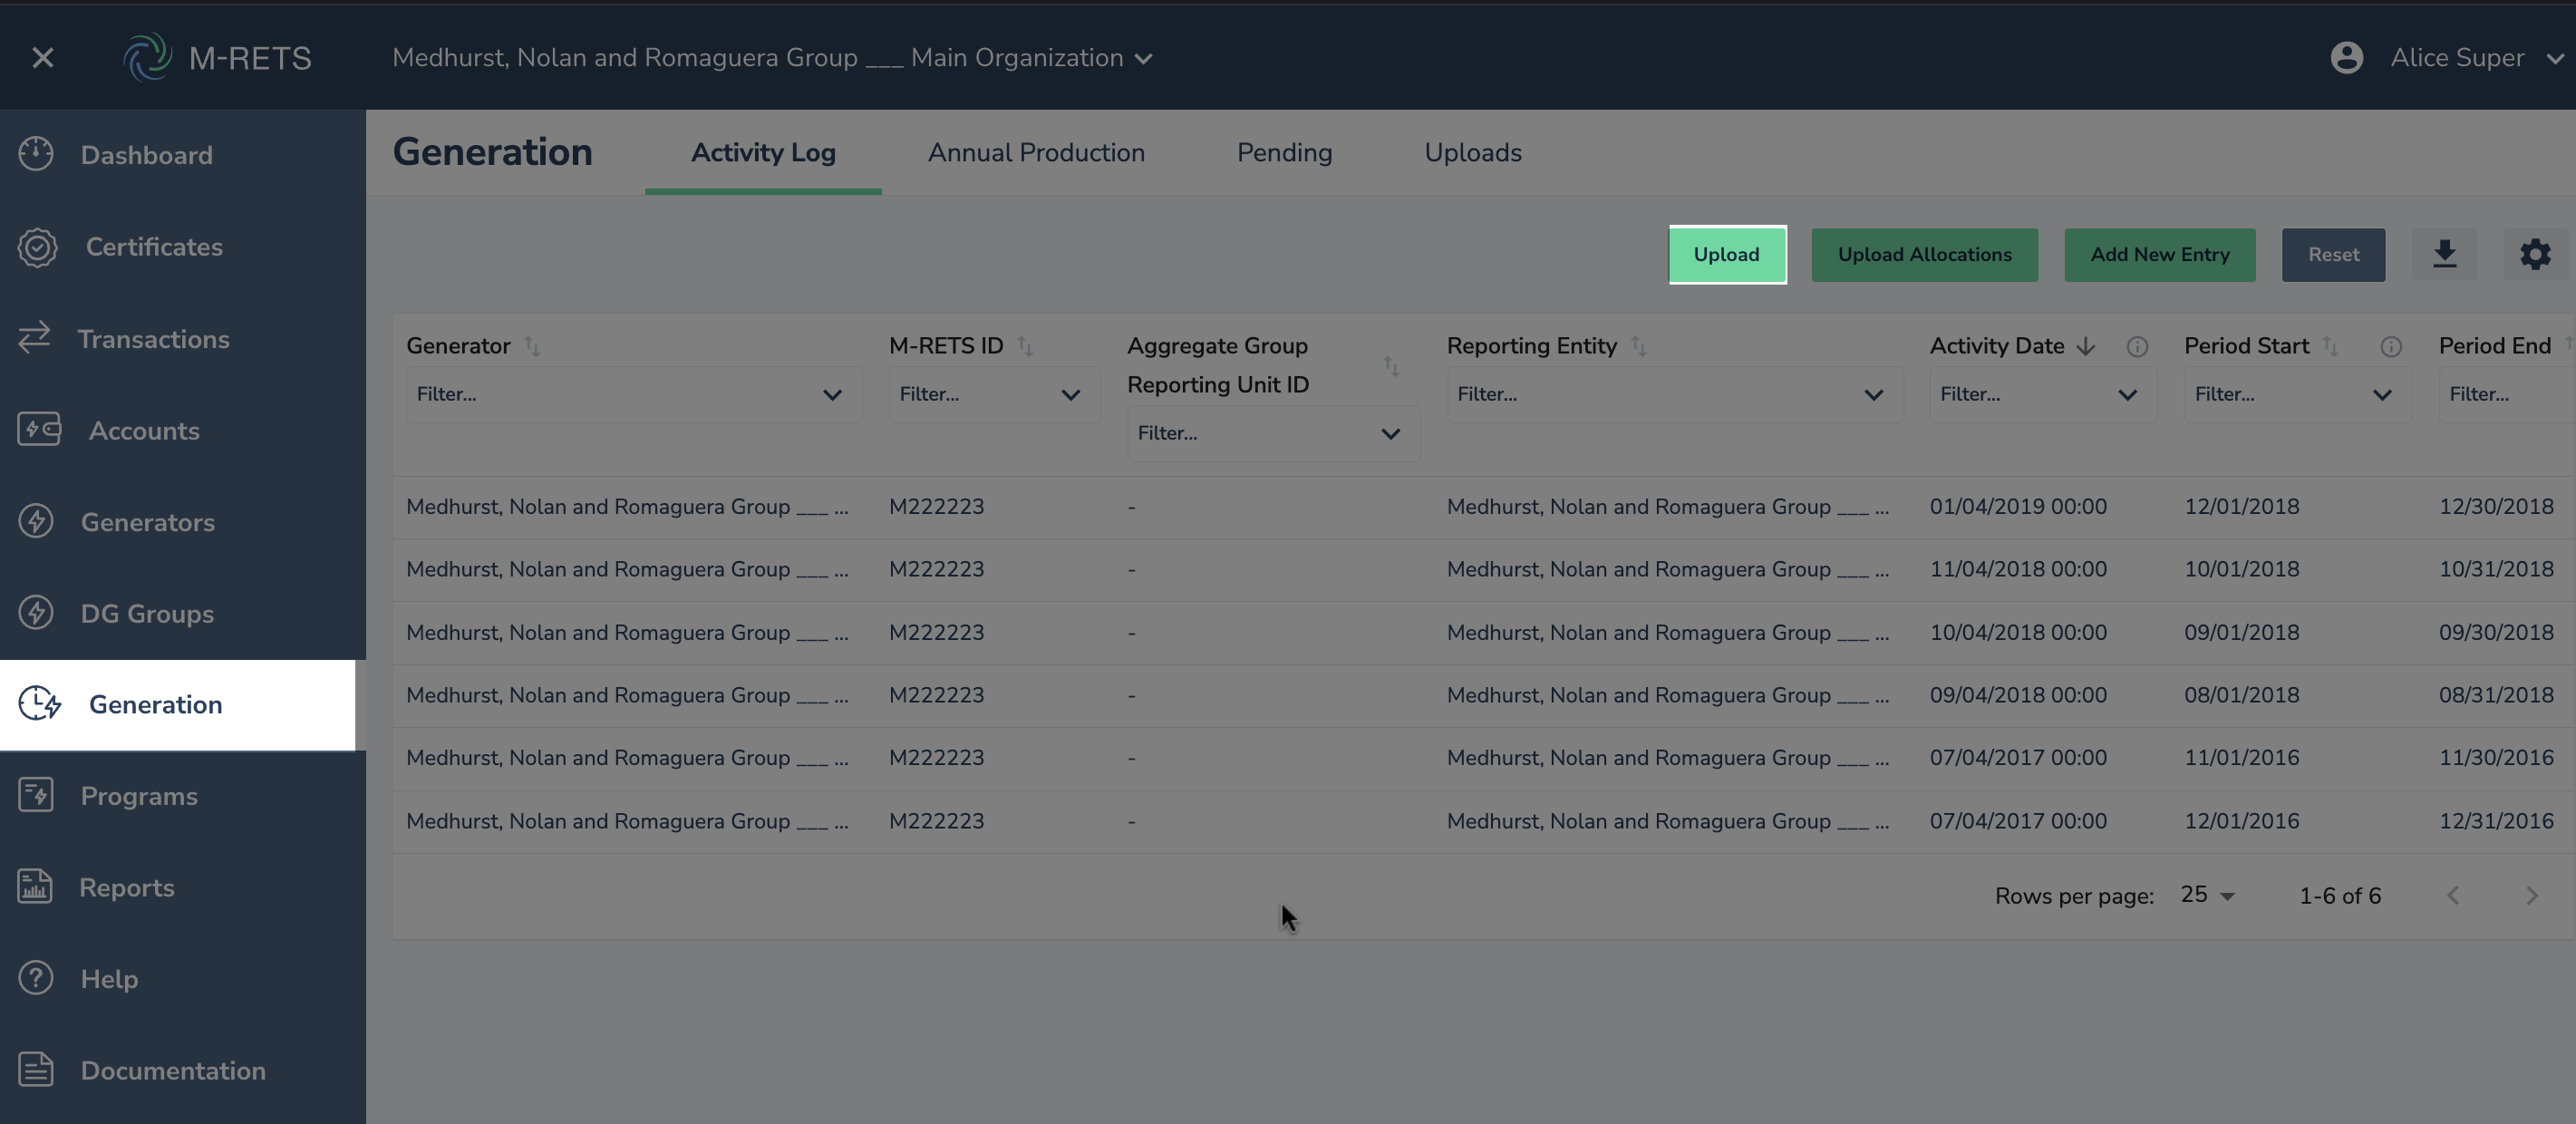 M-RETS
Medhurst, Nolan and Romaguera Group ___ Main Organization
Alice Super
Dashboard
Certificates
Transactions
Accounts
Generators
DG Groups
Generation
Programs
Reports
Help
Documentation
Generation Activity Log Annual Production Pending Uploads
Upload Upload Allocations Add New Entry Reset
Generator M-RETS ID Aggregate Group Reporting Entity Activity Date Period Start Period End
Reporting Unit ID
Filter... Filter... Filter... Filter... Filter... Filter...
Filter...
Medhurst, Nolan and Romaguera Group ___ ... M222223 - Medhurst, Nolan and Romaguera Group ___ ... 01/04/2019 00:00 12/01/2018 12/30/2018
Medhurst, Nolan and Romaguera Group ___ ... M222223 - Medhurst, Nolan and Romaguera Group ___ ... 11/04/2018 00:00 10/01/2018 10/31/2018
Medhurst, Nolan and Romaguera Group ___ ... M222223 - Medhurst, Nolan and Romaguera Group ___ ... 10/04/2018 00:00 09/01/2018 09/30/2018
Medhurst, Nolan and Romaguera Group ___ ... M222223 - Medhurst, Nolan and Romaguera Group ___ ... 09/04/2018 00:00 08/01/2018 08/31/2018
Medhurst, Nolan and Romaguera Group ___ ... M222223 - Medhurst, Nolan and Romaguera Group ___ ... 07/04/2017 00:00 11/01/2016 11/30/2016
Medhurst, Nolan and Romaguera Group ___ ... M222223 - Medhurst, Nolan and Romaguera Group ___ ... 07/04/2017 00:00 12/01/2016 12/31/2016
Rows per page: 25 1-6 of 6